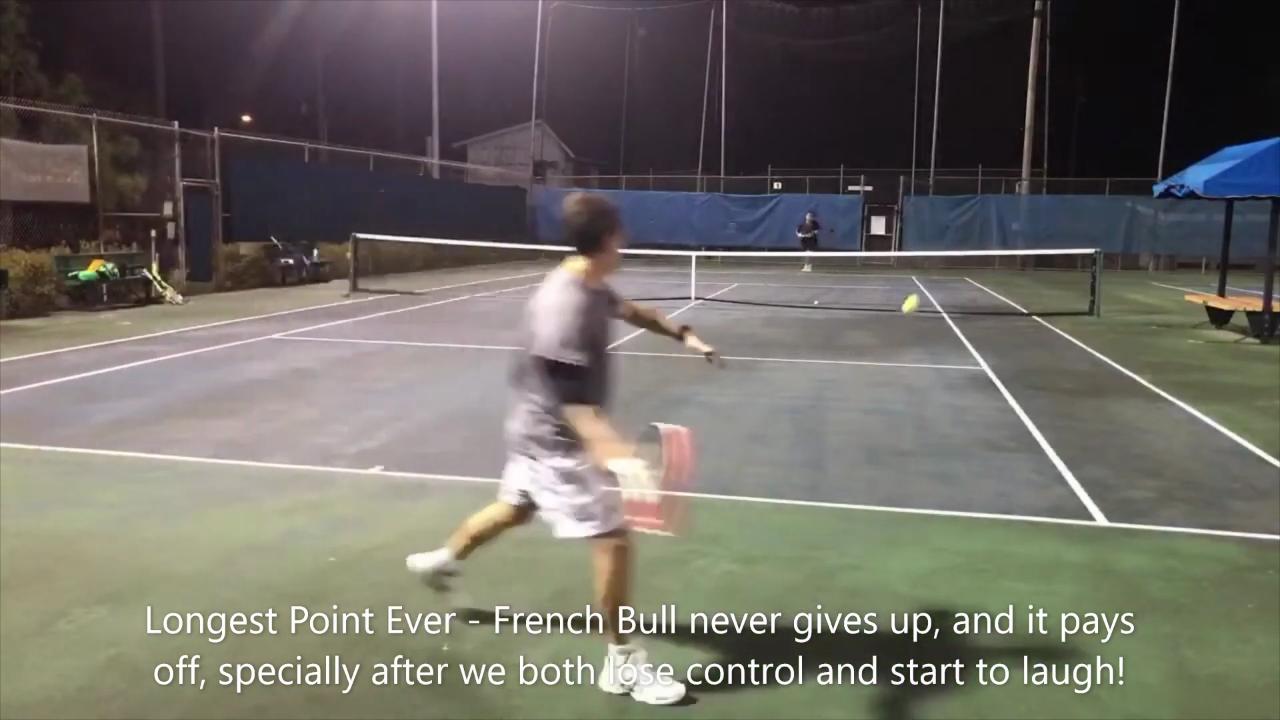 Longest Point Ever - French Bull never gives up, and it pays
off, specially after we both lose control and start to laugh!